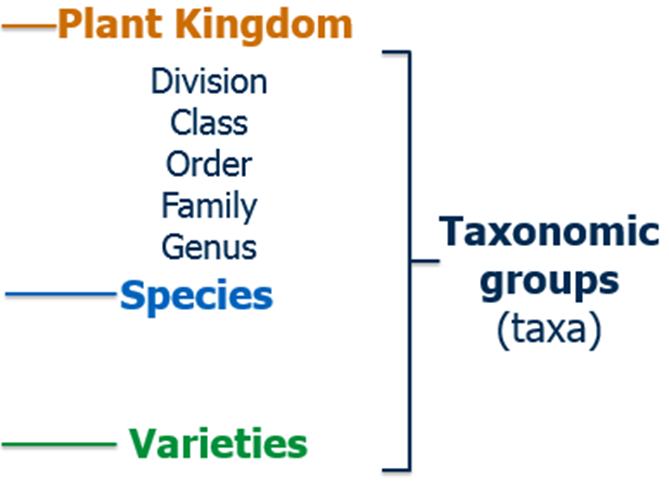 Plant Kingdom
Division
Class
Order
Family
Genus
Species
Varieties
Taxonomic
groups
(taxa)